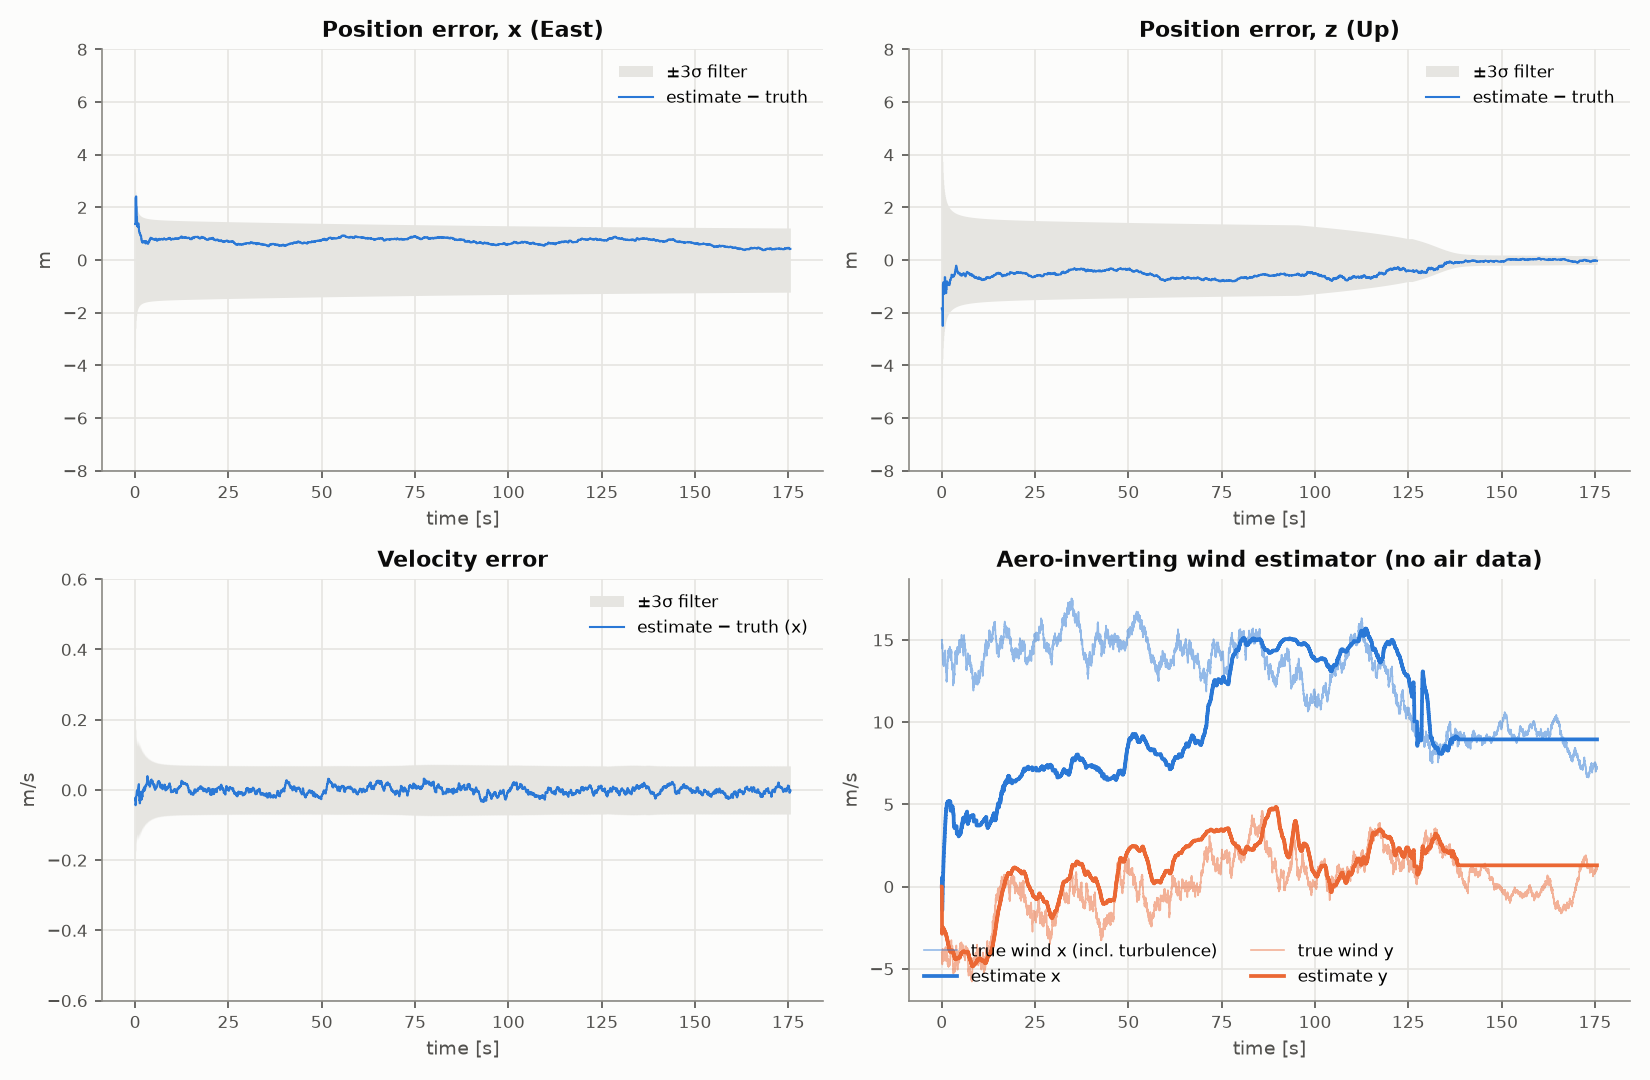 Position error, x (East)
8
6
4
2
0
−2
−4
−6
−8
m
±3σ filter
estimate − truth
0 25 50 75 100 125 150 175
time [s]
Position error, z (Up)
8
6
4
2
0
−2
−4
−6
−8
m
±3σ filter
estimate − truth
0 25 50 75 100 125 150 175
time [s]
Velocity error
0.6
0.4
0.2
0.0
−0.2
−0.4
−0.6
m/s
±3σ filter
estimate − truth (x)
0 25 50 75 100 125 150 175
time [s]
Aero-inverting wind estimator (no air data)
15
10
5
0
−5
m/s
true wind x (incl. turbulence)
estimate x
true wind y
estimate y
0 25 50 75 100 125 150 175
time [s]